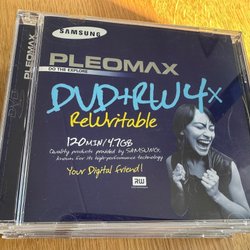 SAMSUNG
PLEOMAX
DO THE EXPLORE
DVD+RW 4x
ReWritable
120MIN/4.7GB
Quality products provided by SAMSUNG,
known for its high-performance technology
Your Digital friend!
RW